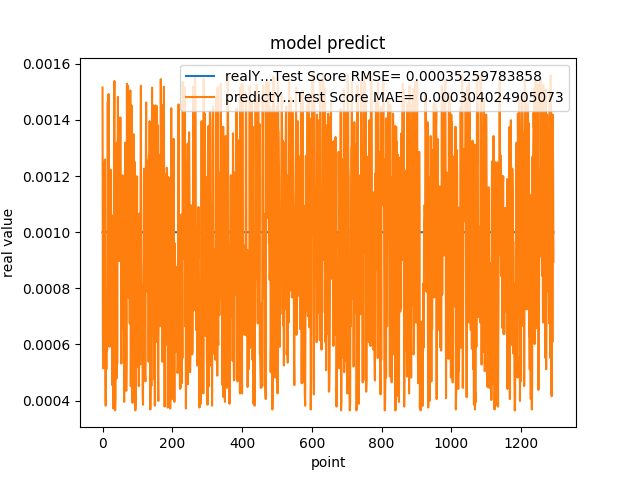 model predict
realY...Test Score RMSE= 0.00035259783858
predictY...Test Score MAE= 0.000304024905073
real value
0.0016
0.0014
0.0012
0.0010
0.0008
0.0006
0.0004
0 200 400 600 800 1000 1200
point